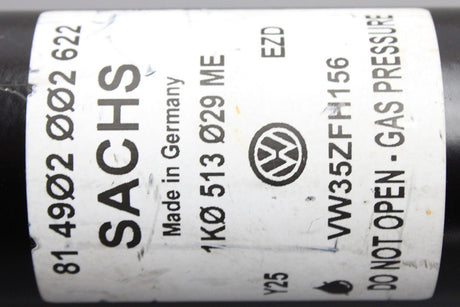 81 49Ø2 ØØ2 622
SACHS
Made in Germany
1KØ 513 Ø29 ME
EZD
VW35ZFH156
Y25
DO NOT OPEN - GAS PRESSURE